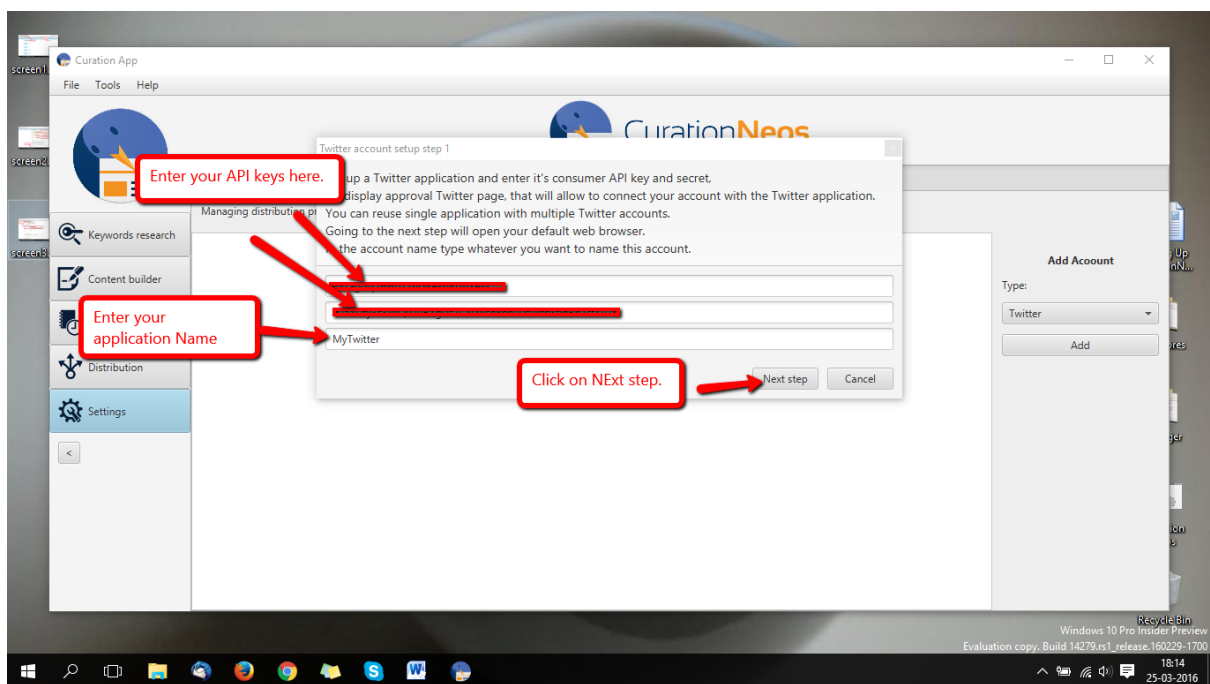 screen1
Curation App
File Tools Help
CurationNeos
screen2
Twitter account setup step 1
Enter your API keys here.
up a Twitter application and enter it's consumer API key and secret,
display approval Twitter page, that will allow to connect your account with the Twitter application.
You can reuse single application with multiple Twitter accounts.
Going to the next step will open your default web browser.
the account name type whatever you want to name this account.
Managing distribution
Keywords research
screen3
Add Acoount
Up
Content builder
Type:
Twitter
Enter your
application Name
MyTwitter
Add
Distribution
Click on NExt step.
Next step Cancel
Settings
<
Recycle Bin
Windows 10 Pro Insider Preview
Evaluation copy. Build 14279.rs1_release.160229-1700
18:14
25-03-2016